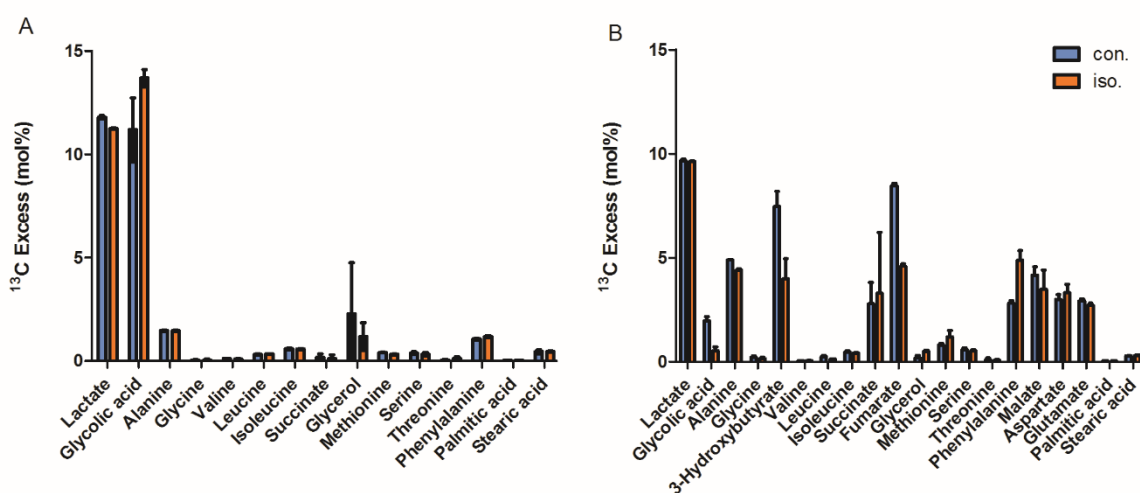 A
15
10
5
0
¹³C Excess (mol%)
Lactate
Glycolic acid
Alanine
Glycine
Valine
Leucine
Isoleucine
Succinate
Glycerol
Methionine
Serine
Threonine
Phenylalanine
Palmitic acid
Stearic acid
B
con.
iso.
15
10
5
0
¹³C Excess (mol%)
Lactate
Glycolic acid
Alanine
Glycine
3-Hydroxybutyrate
Valine
Leucine
Isoleucine
Succinate
Fumarate
Glycerol
Methionine
Serine
Threonine
Phenylalanine
Malate
Aspartate
Glutamate
Palmitic acid
Stearic acid